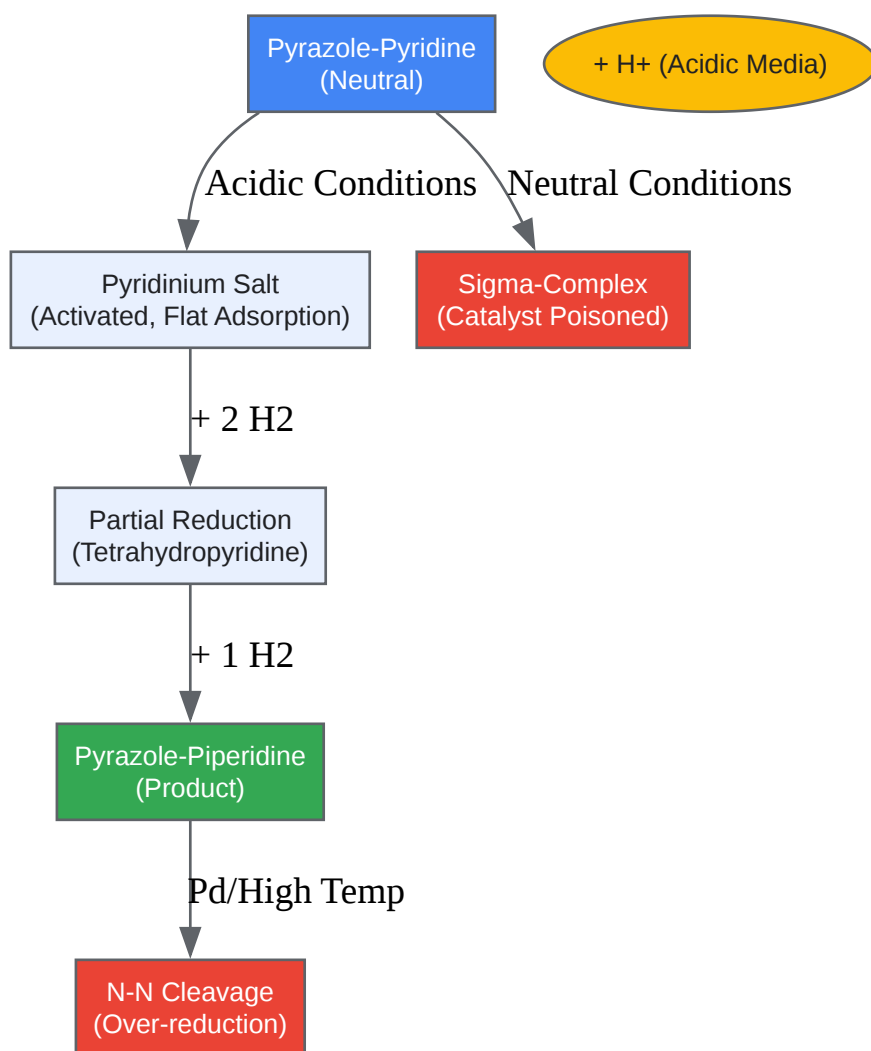 Pyrazole-Pyridine
(Neutral)
+ H+ (Acidic Media)
Acidic Conditions
Neutral Conditions
Pyridinium Salt
(Activated, Flat Adsorption)
Sigma-Complex
(Catalyst Poisoned)
+ 2 H2
Partial Reduction
(Tetrahydropyridine)
+ 1 H2
Pyrazole-Piperidine
(Product)
Pd/High Temp
N-N Cleavage
(Over-reduction)